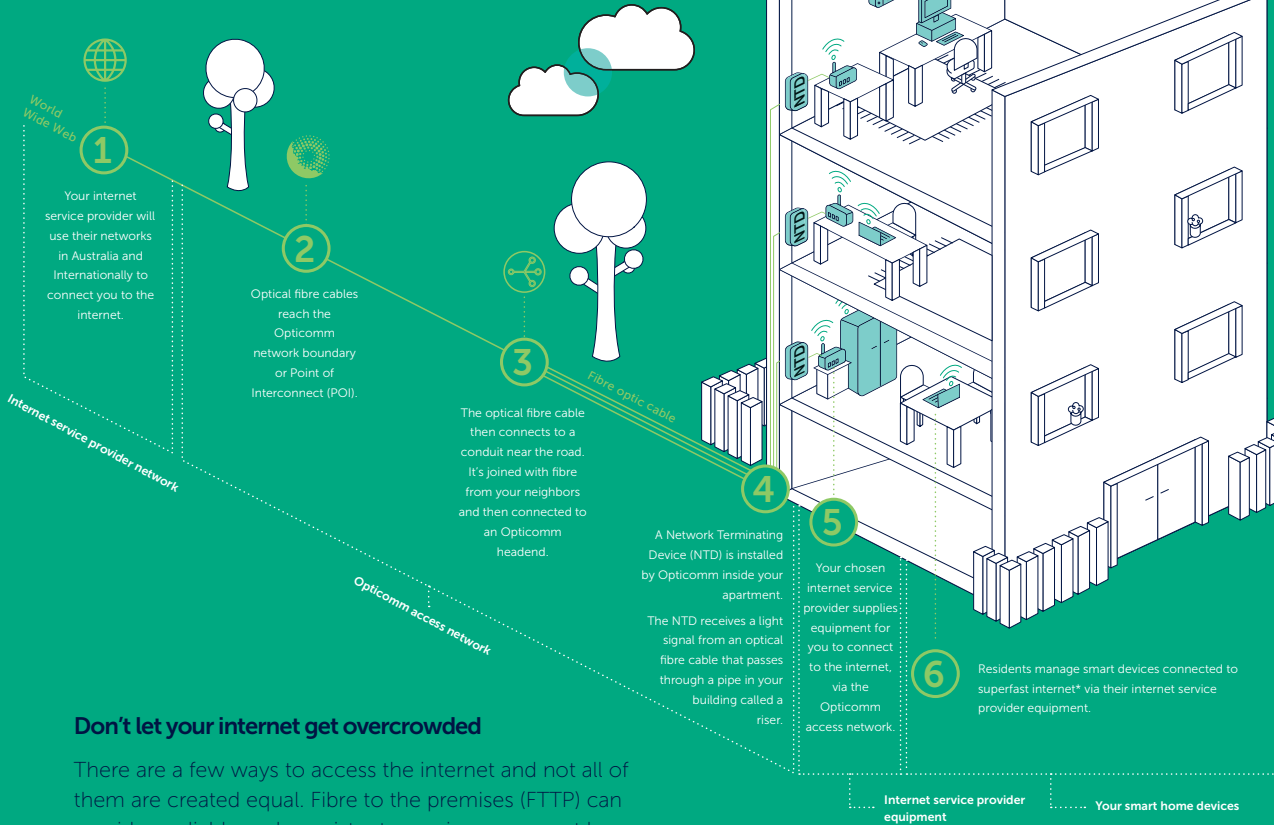 World
Wide Web
1
Your internet
service provider will
use their networks
in Australia and
Internationally to
connect you to the
internet.
2
Optical fibre cables
reach the
Opticomm
network boundary
or Point of
Interconnect (POI).
3
The optical fibre cable
then connects to a
conduit near the road.
It's joined with fibre
from your neighbors
and then connected to
an Opticomm
headend.
Fibre optic cable
NTD
NTD
NTD
4
A Network Terminating
Device (NTD) is installed
by Opticomm inside your
apartment.
The NTD receives a light
signal from an optical
fibre cable that passes
through a pipe in your
building called a
riser.
5
Your chosen
internet service
provider supplies
equipment for
you to connect
to the internet,
via the
Opticomm
access network.
6
Residents manage smart devices connected to
superfast internet* via their internet service
provider equipment.
Internet service provider network
Opticomm access network
Internet service provider
equipment
Your smart home devices
Don't let your internet get overcrowded
There are a few ways to access the internet and not all of
them are created equal. Fibre to the premises (FTTP) can